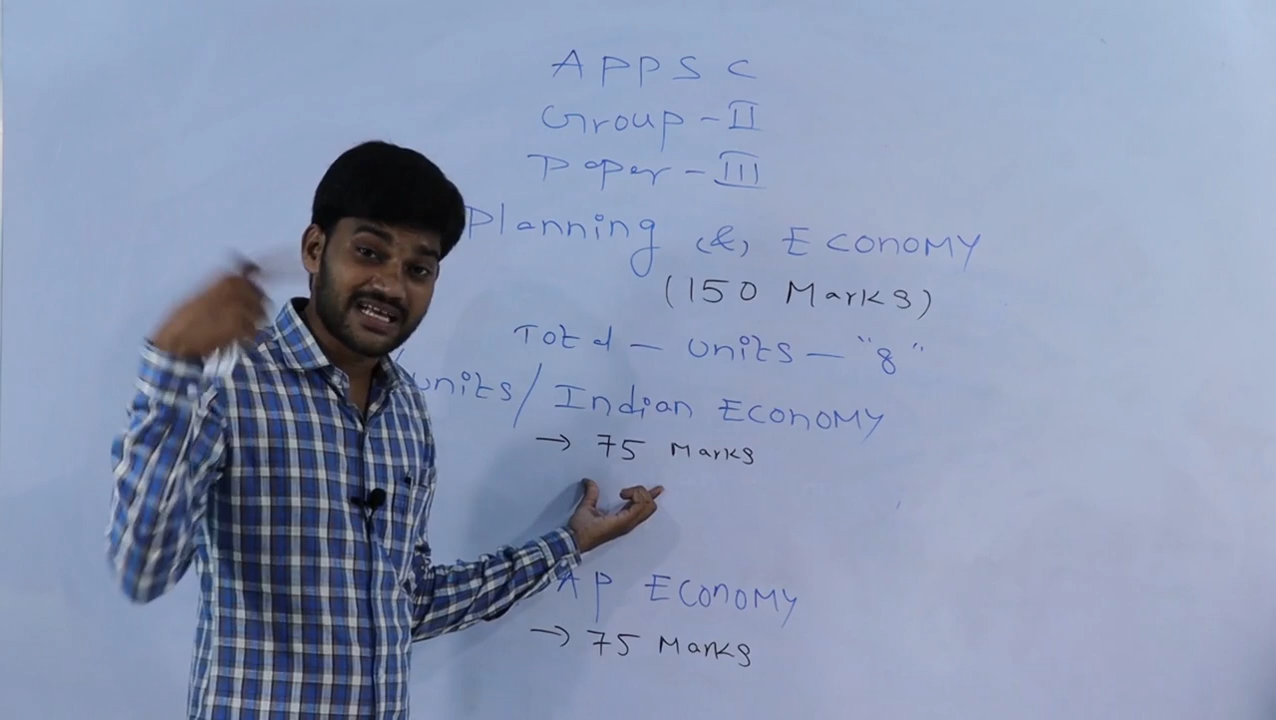 APPSC
Group-II
Paper-III
Planning & Economy
(150 Marks)
Total - units - "8"
units/Indian Economy
→ 75 Marks
AP Economy
→ 75 Marks